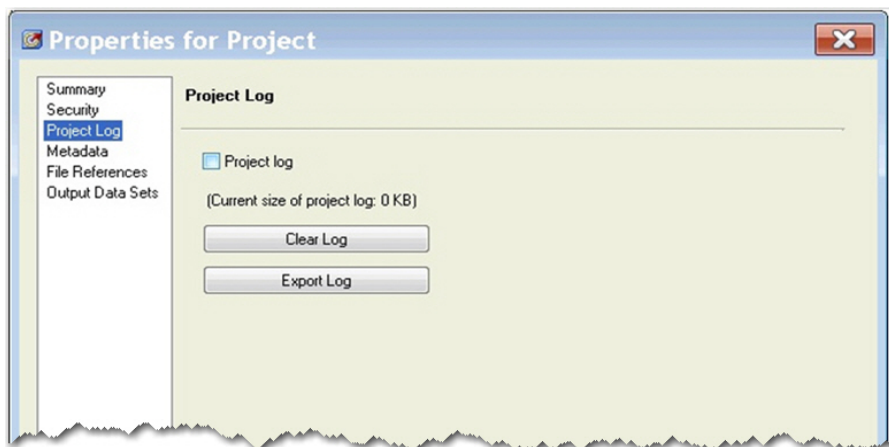 Properties for Project
Summary
Security
Project Log
Metadata
File References
Output Data Sets
Project Log
Project log
(Current size of project log: 0 KB)
Clear Log
Export Log